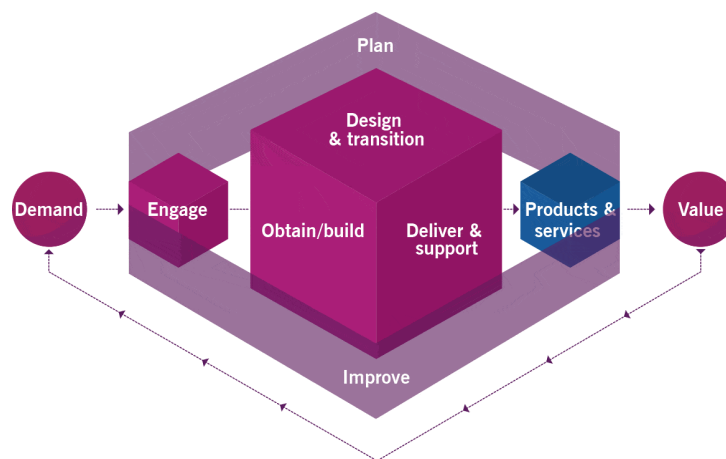 Plan
Design
& transition
Demand
Engage
Obtain/build
Deliver &
support
Products &
services
Value
Improve